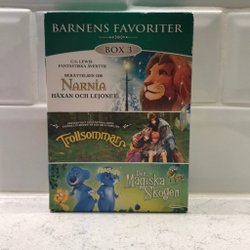 BARNENS FAVORITER
BOX 3
C.S. LEWIS
FANTASTISKA ÄVENTYR
BERÄTTELSEN OM
NARNIA
HÄXAN OCH LEJONET
Trollsommar
Den
Magiska
Skogen